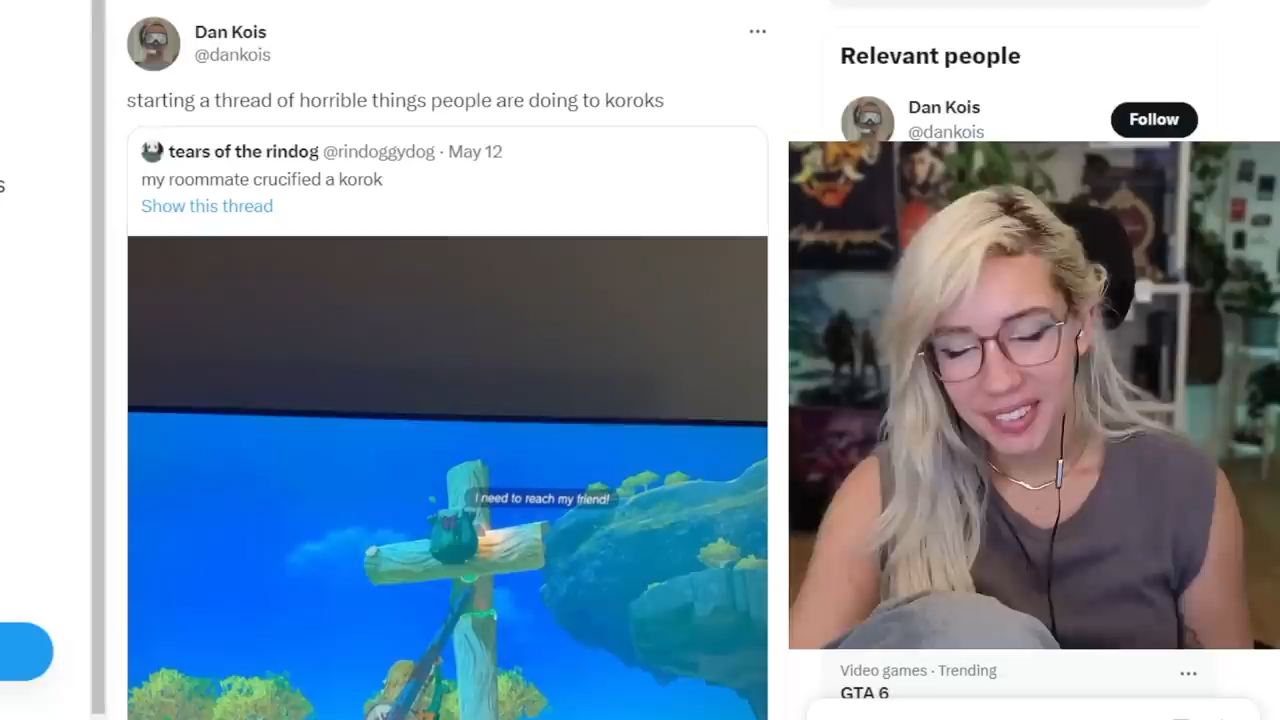 Dan Kois
@dankois
starting a thread of horrible things people are doing to koroks
tears of the rindog @rindoggydog · May 12
my roommate crucified a korok
Show this thread
I need to reach my friend!
s
Relevant people
Dan Kois
@dankois
Follow
Video games · Trending
GTA 6